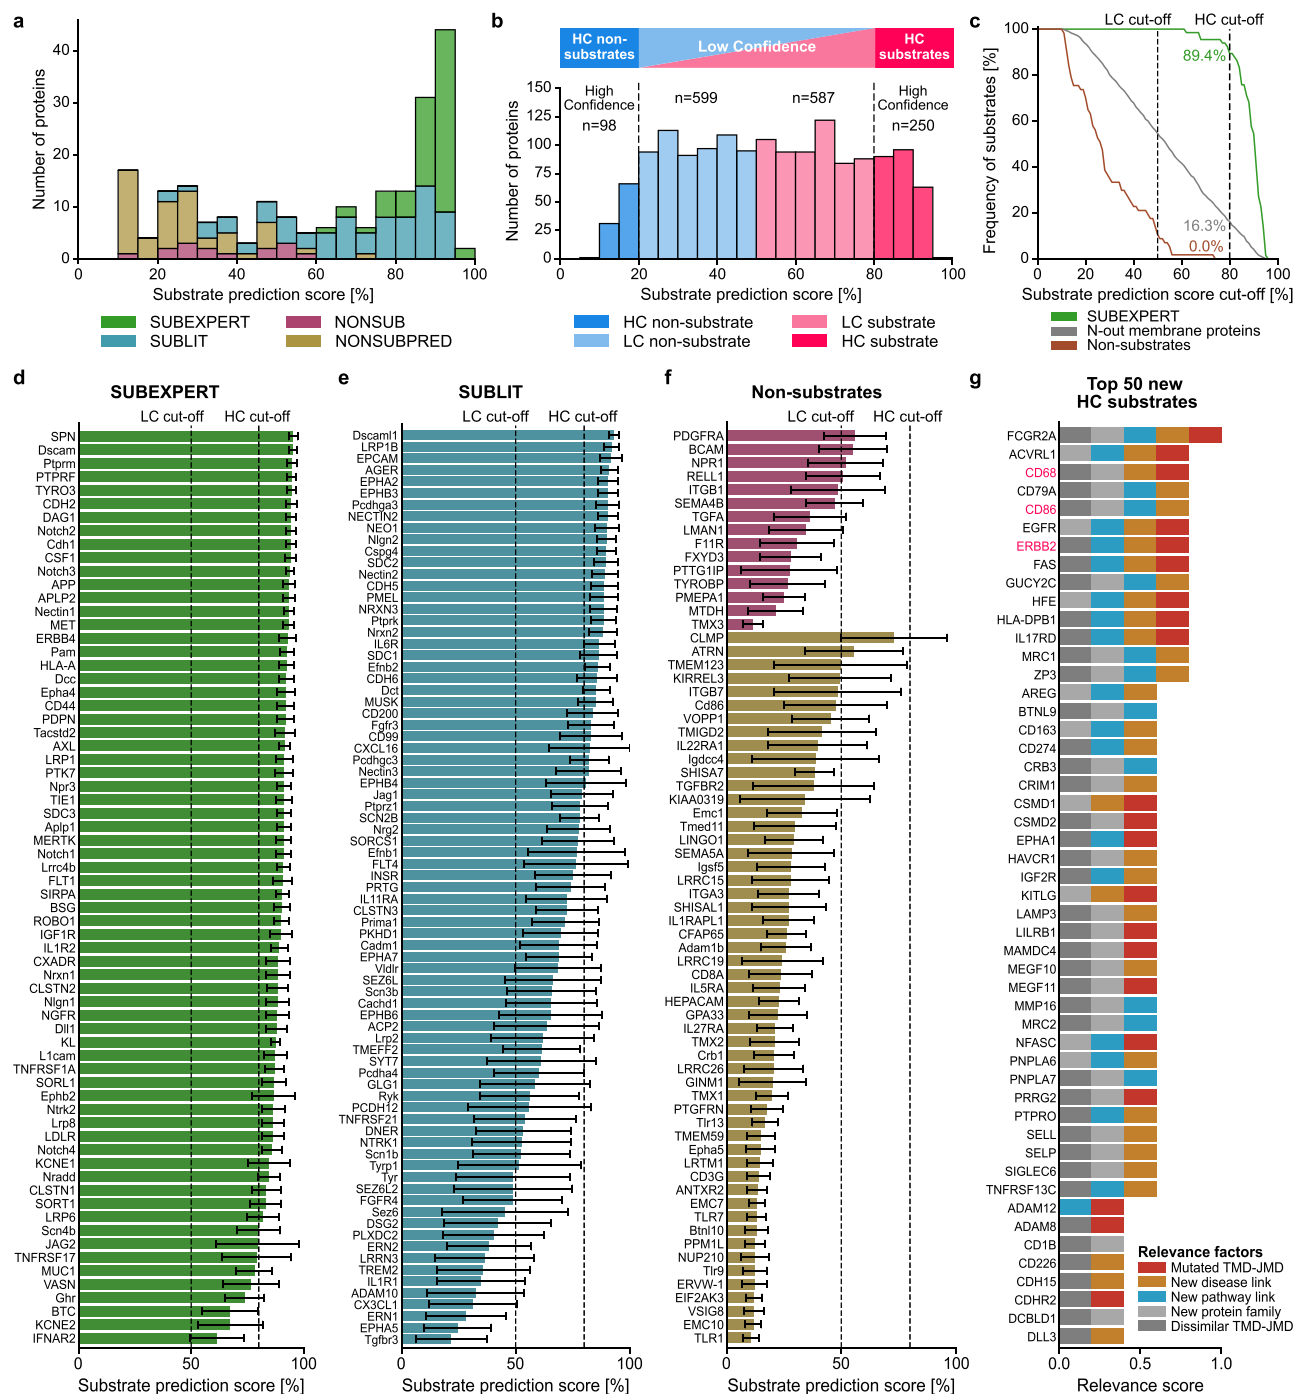 a
Number of proteins
40
30
20
10
0
0
20
40
60
80
100
Substrate prediction score [%]
SUBEXPERT
SUBLIT
NONSUB
NONSUBPRED
b
HC non-
substrates
Low Confidence
HC
substrates
High
Confidence
n=98
n=599
n=587
High
Confidence
n=250
Number of proteins
150
125
100
75
50
25
0
0
20
40
60
80
100
Substrate prediction score [%]
HC non-substrate
LC non-substrate
LC substrate
HC substrate
c
LC cut-off
HC cut-off
Frequency of substrates [%]
100
80
60
40
20
0
89.4%
16.3%
0.0%
0
20
40
60
80
100
Substrate prediction score cut-off [%]
SUBEXPERT
N-out membrane proteins
Non-substrates
d
SUBEXPERT
LC cut-off
HC cut-off
SPN
Dscam
Ptprm
PTPRF
TYRO3
CDH2
DAG1
Notch2
Cdh1
CSF1
Notch3
APP
APLP2
Nectin1
MET
ERBB4
Pam
HLA-A
Dcc
Epha4
CD44
PDPN
Tacstd2
AXL
LRP1
PTK7
Npr3
TIE1
SDC3
Aplp1
MERTK
Notch1
Lrrc4b
FLT1
SIRPA
BSG
ROBO1
IGF1R
IL1R2
CXADR
Nrxn1
CLSTN2
Nlgn1
NGFR
Dll1
KL
L1cam
TNFRSF1A
SORL1
Ephb2
Ntrk2
Lrp8
LDLR
Notch4
KCNE1
Nradd
CLSTN1
SORT1
LRP6
Scn4b
JAG2
TNFRSF17
MUC1
VASN
Ghr
BTC
KCNE2
IFNAR2
0
50
100
Substrate prediction score [%]
e
SUBLIT
LC cut-off
HC cut-off
Dscaml1
LRP1B
EPCAM
AGER
EPHA2
EPHB3
Pcdhga3
NECTIN2
NEO1
Nlgn2
Cspg4
SDC2
Nectin2
CDH5
PMEL
NRXN3
Ptprk
Nrxn2
IL6R
SDC1
Efnb2
CDH6
Dct
MUSK
CD200
Fgfr3
CD99
CXCL16
Pcdhgc3
Nectin3
EPHB4
Jag1
Ptprz1
SCN2B
Nrg2
SORCS1
Efnb1
FLT4
INSR
PRTG
IL11RA
CLSTN3
Prima1
PKHD1
Cadm1
EPHA7
Vldlr
SEZ6L
Scn3b
Cachd1
EPHB6
ACP2
Lrp2
TMEFF2
SYT7
Pcdha4
GLG1
Ryk
PCDH12
TNFRSF21
DNER
NTRK1
Scn1b
Tyrp1
Tyr
SEZ6L2
FGFR4
Sez6
DSG2
PLXDC2
ERN2
LRRN3
TREM2
IL1R1
ADAM10
CX3CL1
ERN1
EPHA5
Tgfbr3
0
50
100
Substrate prediction score [%]
f
Non-substrates
LC cut-off
HC cut-off
PDGFRA
BCAM
NPR1
RELL1
ITGB1
SEMA4B
TGFA
LMAN1
F11R
FXYD3
PTTG1IP
TYROBP
PMEPA1
MTDH
TMX3
CLMP
ATRN
TMEM123
KIRREL3
ITGB7
Cd86
VOPP1
TMIGD2
IL22RA1
Igdcc4
SHISA7
TGFBR2
KIAA0319
Emc1
Tmed11
LINGO1
SEMA5A
Igsf5
LRRC15
ITGA3
SHISAL1
IL1RAPL1
CFAP65
Adam1b
LRRC19
CD8A
IL5RA
HEPACAM
GPA33
IL27RA
TMX2
Crb1
LRRC26
GINM1
TMX1
PTGFRN
Tlr13
TMEM59
Epha5
LRTM1
CD3G
ANTXR2
EMC7
TLR7
Btnl10
PPM1L
NUP210
Tlr9
ERVW-1
EIF2AK3
VSIG8
EMC10
TLR1
0
50
100
Substrate prediction score [%]
g
Top 50 new
HC substrates
FCGR2A
ACVRL1
CD68
CD79A
CD86
EGFR
ERBB2
FAS
GUCY2C
HFE
HLA-DPB1
IL17RD
MRC1
ZP3
AREG
BTNL9
CD163
CD274
CRB3
CRIM1
CSMD1
CSMD2
EPHA1
HAVCR1
IGF2R
KITLG
LAMP3
LILRB1
MAMDC4
MEGF10
MEGF11
MMP16
MRC2
NFASC
PNPLA6
PNPLA7
PRRG2
PTPRO
SELL
SELP
SIGLEC6
TNFRSF13C
ADAM12
ADAM8
CD1B
CD226
CDH15
CDHR2
DCBLD1
DLL3
Relevance factors
Mutated TMD-JMD
New disease link
New pathway link
New protein family
Dissimilar TMD-JMD
0.0
0.5
1.0
Relevance score